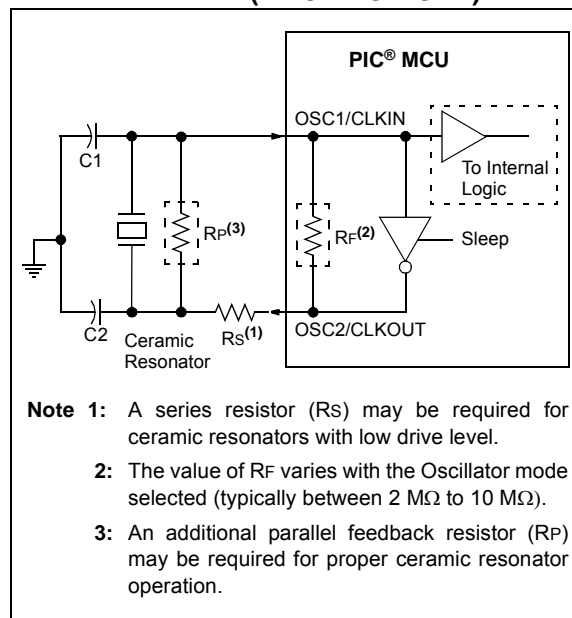 PIC® MCU
OSC1/CLKIN
C1
To Internal
Logic
RP(3)
RF(2)
Sleep
C2
Ceramic
Resonator
RS(1)
OSC2/CLKOUT
Note 1: A series resistor (RS) may be required for
ceramic resonators with low drive level.
2: The value of RF varies with the Oscillator mode
selected (typically between 2 MΩ to 10 MΩ).
3: An additional parallel feedback resistor (RP)
may be required for proper ceramic resonator
operation.